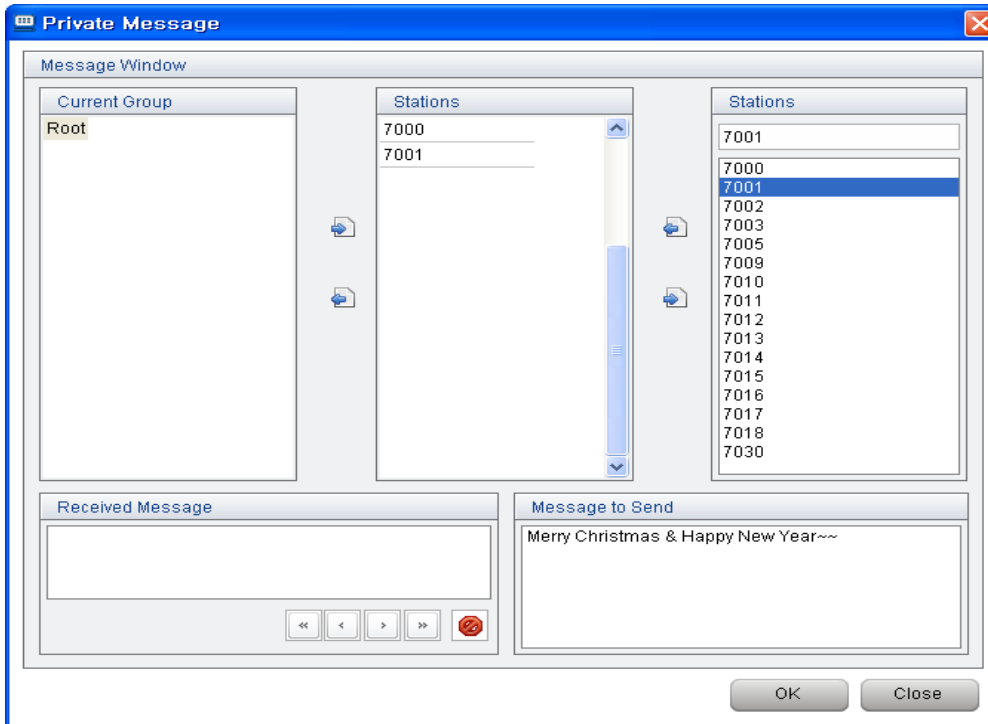 Private Message
Message Window
Current Group
Root
Stations
7000
7001
Stations
7001
7000
7001
7002
7003
7005
7009
7010
7011
7012
7013
7014
7015
7016
7017
7018
7030
Received Message
Message to Send
Merry Christmas & Happy New Year~~
OK
Close